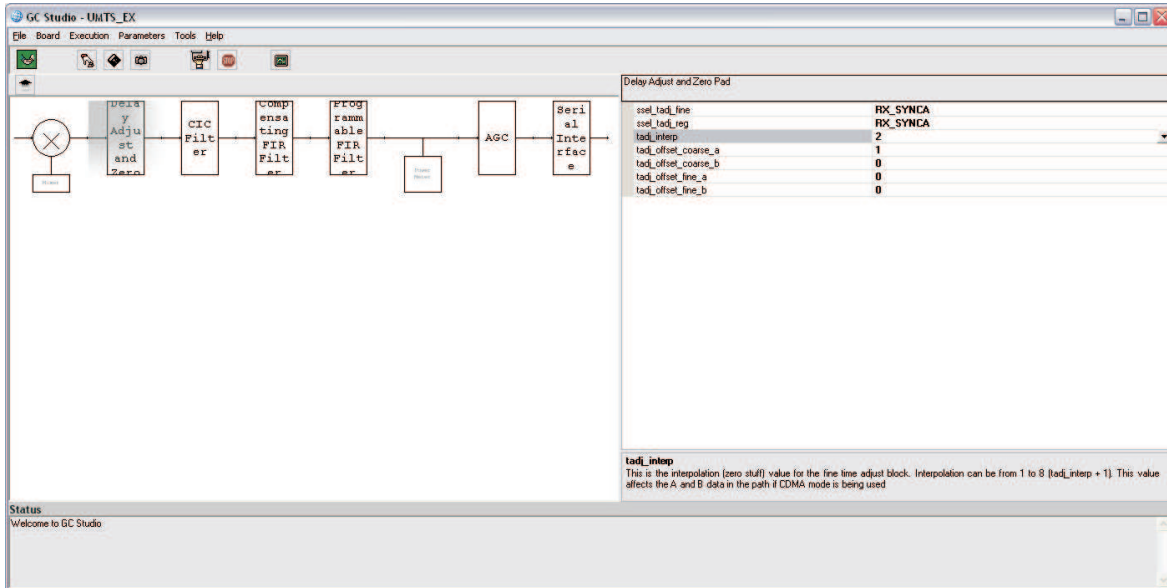 GC Studio - UMTS_EX
File Board Execution Parameters Tools Help
Delay Adjust and Zero Pad
Dela
y
Adju
st
and
Zero
CIC
Filt
er
Comp
ensa
ting
FIR
Filt
er
Prog
ramm
able
FIR
Filt
er
Power
Meter
AGC
Seri
al
Inte
rfac
e
ssel_tadj_fine RX_SYNCA
ssel_tadj_reg RX_SYNCA
tadj_interp 2
tadj_offset_coarse_a 1
tadj_offset_coarse_b 0
tadj_offset_fine_a 0
tadj_offset_fine_b 0
tadj_interp
This is the interpolation (zero stuff) value for the fine time adjust block. Interpolation can be from 1 to 8 (tadj_interp + 1). This value
affects the A and B data in the path if CDMA mode is being used
Status
Welcome to GC Studio